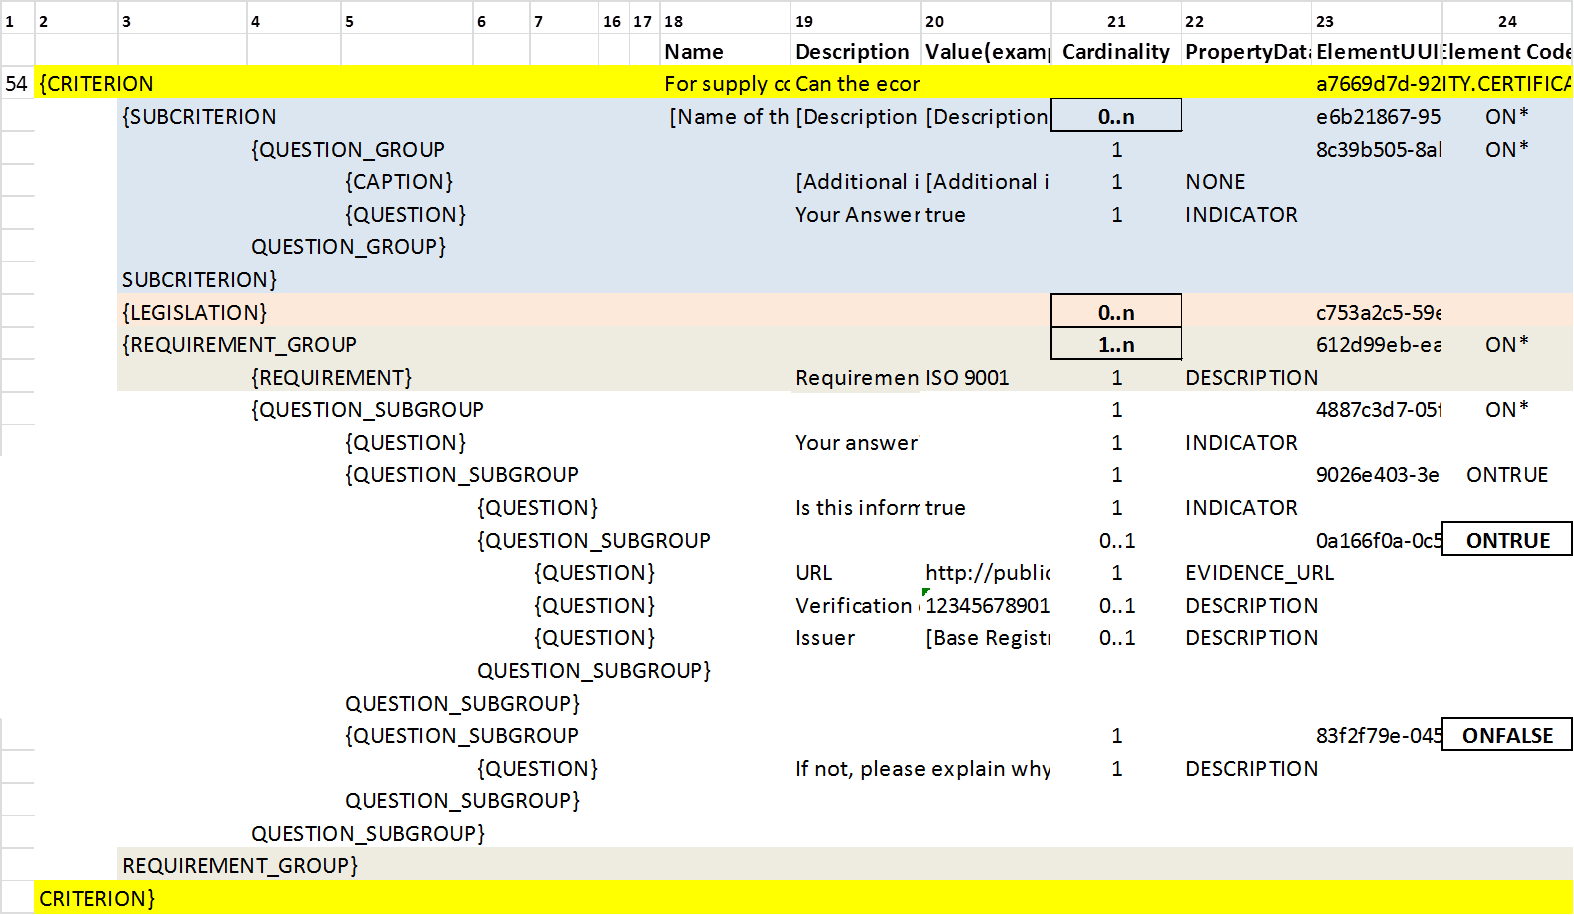 1 2 3 4 5 6 7 16 17 18 19 20 21 22 23 24
Name Description Value(examp Cardinality PropertyData ElementUUI Element Code
54 {CRITERION For supply co Can the econ a7669d7d-92 ITY.CERTIFICA
{SUBCRITERION [Name of th [Description [Description 0..n e6b21867-95 ON*
{QUESTION_GROUP 1 8c39b505-8al ON*
{CAPTION} [Additional i [Additional i 1 NONE
{QUESTION} Your Answer true 1 INDICATOR
QUESTION_GROUP}
SUBCRITERION}
{LEGISLATION} 0..n c753a2c5-59e
{REQUIREMENT_GROUP 1..n 612d99eb-ea ON*
{REQUIREMENT} Requiremen ISO 9001 1 DESCRIPTION
{QUESTION_SUBGROUP 1 4887c3d7-05f ON*
{QUESTION} Your answer 1 INDICATOR
{QUESTION_SUBGROUP 1 9026e403-3e ONTRUE
{QUESTION} Is this inform true 1 INDICATOR
{QUESTION_SUBGROUP 0..1 0a166f0a-0c5 ONTRUE
{QUESTION} URL http://public 1 EVIDENCE_URL
{QUESTION} Verification 12345678901 0..1 DESCRIPTION
{QUESTION} Issuer [Base Registr 0..1 DESCRIPTION
QUESTION_SUBGROUP}
QUESTION_SUBGROUP}
{QUESTION_SUBGROUP 1 83f2f79e-045 ONFALSE
{QUESTION} If not, please explain why 1 DESCRIPTION
QUESTION_SUBGROUP}
QUESTION_SUBGROUP}
REQUIREMENT_GROUP}
CRITERION}